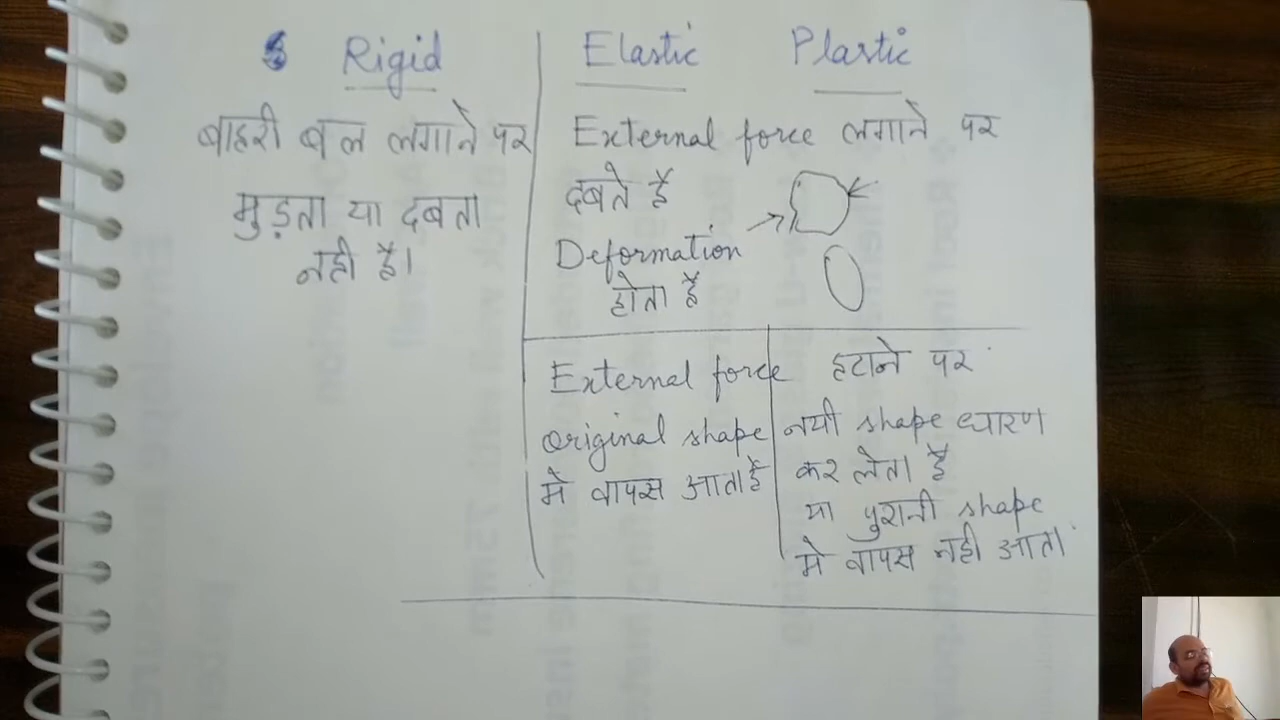 Rigid
बाहरी बल लगाने पर
मुड़ता या दबता
नही है।
Elastic Plastic
External force लगाने पर
दबते है
Deformation
होता है
External force हटाने पर
original shape
मे वापस आता है
नयी shape धारण
कर लेता है
या पुरानी shape
मे वापस नही आता